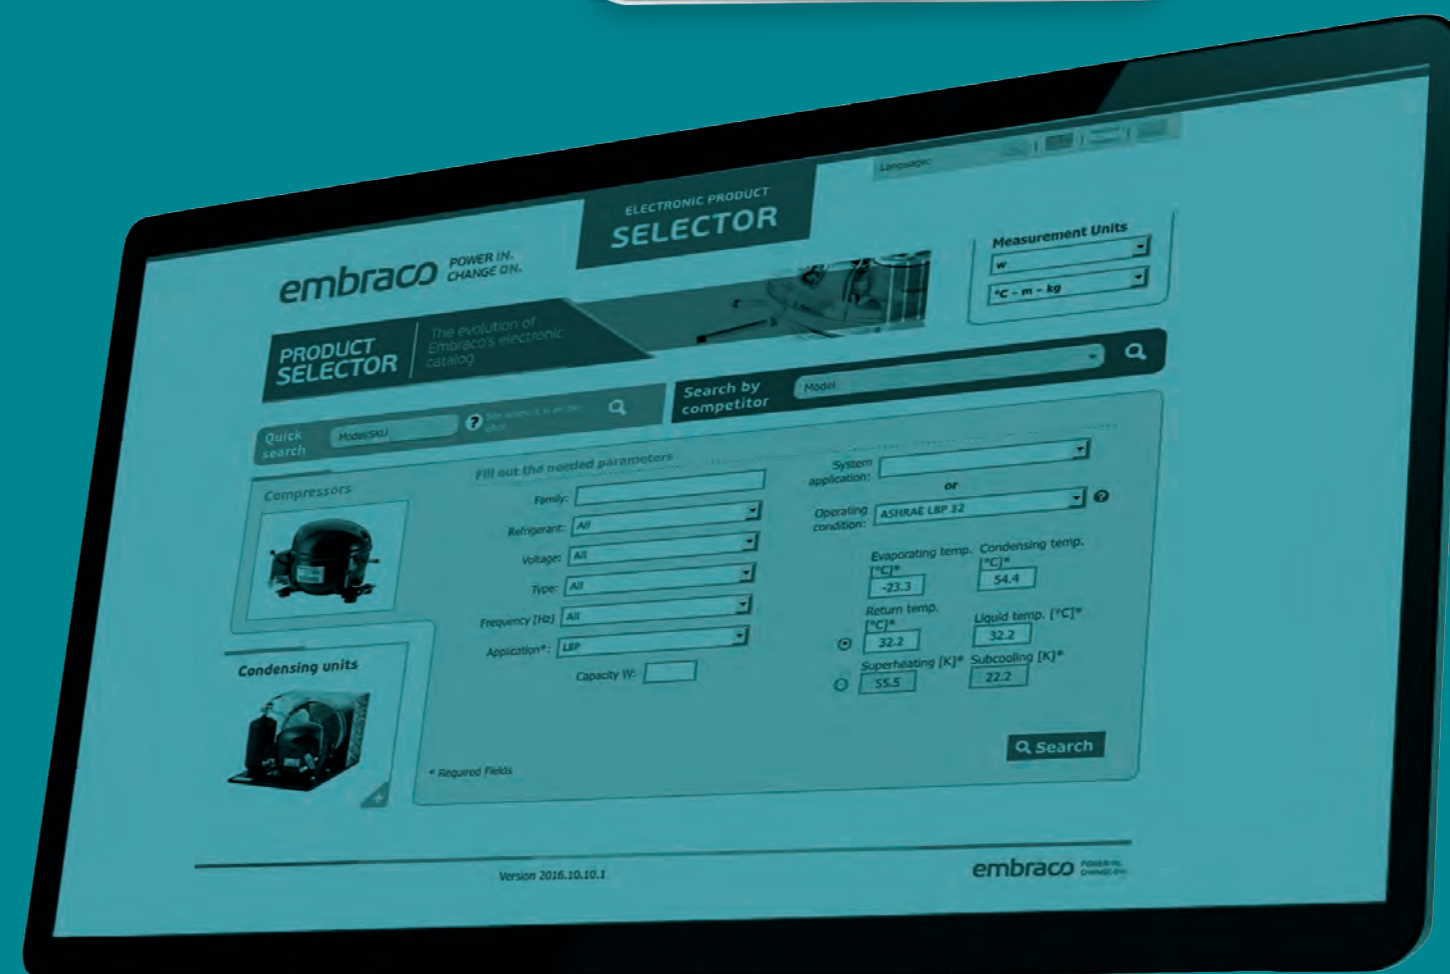 Language:
ELECTRONIC PRODUCT
SELECTOR
embraco
POWER IN.
CHANGE ON.
Measurement Units
W
°C - m - kg
PRODUCT
SELECTOR
The evolution of
Embraco's electronic
catalog.
Quick
search
Model/SKU
?
Search by
competitor
Model
Compressors
Condensing units
+
Fill out the needed parameters
Family:
Refrigerant: All
Voltage: All
Type: All
Frequency [Hz] All
Application*: LBP
Capacity W:
* Required Fields
System
application:
or
Operating
condition: ASHRAE LBP 32 ?
Evaporating temp.
[°C]*
-23.3
Condensing temp.
[°C]*
54.4
Return temp.
[°C]*
32.2
Liquid temp. [°C]*
32.2
Superheating [K]*
55.5
Subcooling [K]*
22.2
Search
Version 2016.10.10.1
embraco
POWER IN.
CHANGE ON.